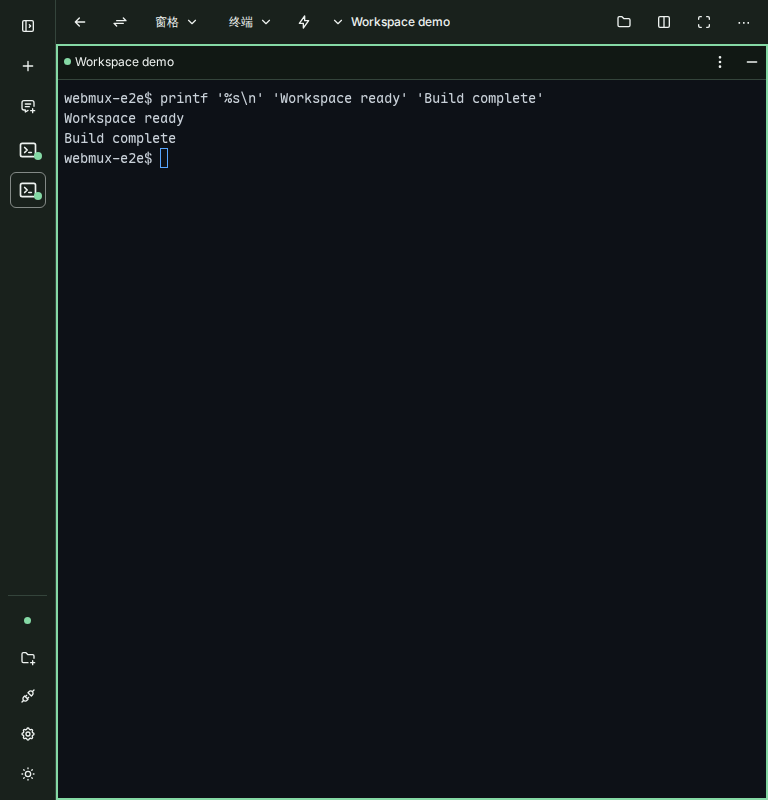 窗格 终端 Workspace demo
Workspace demo
webmux-e2e$ printf '%s\n' 'Workspace ready' 'Build complete'
Workspace ready
Build complete
webmux-e2e$